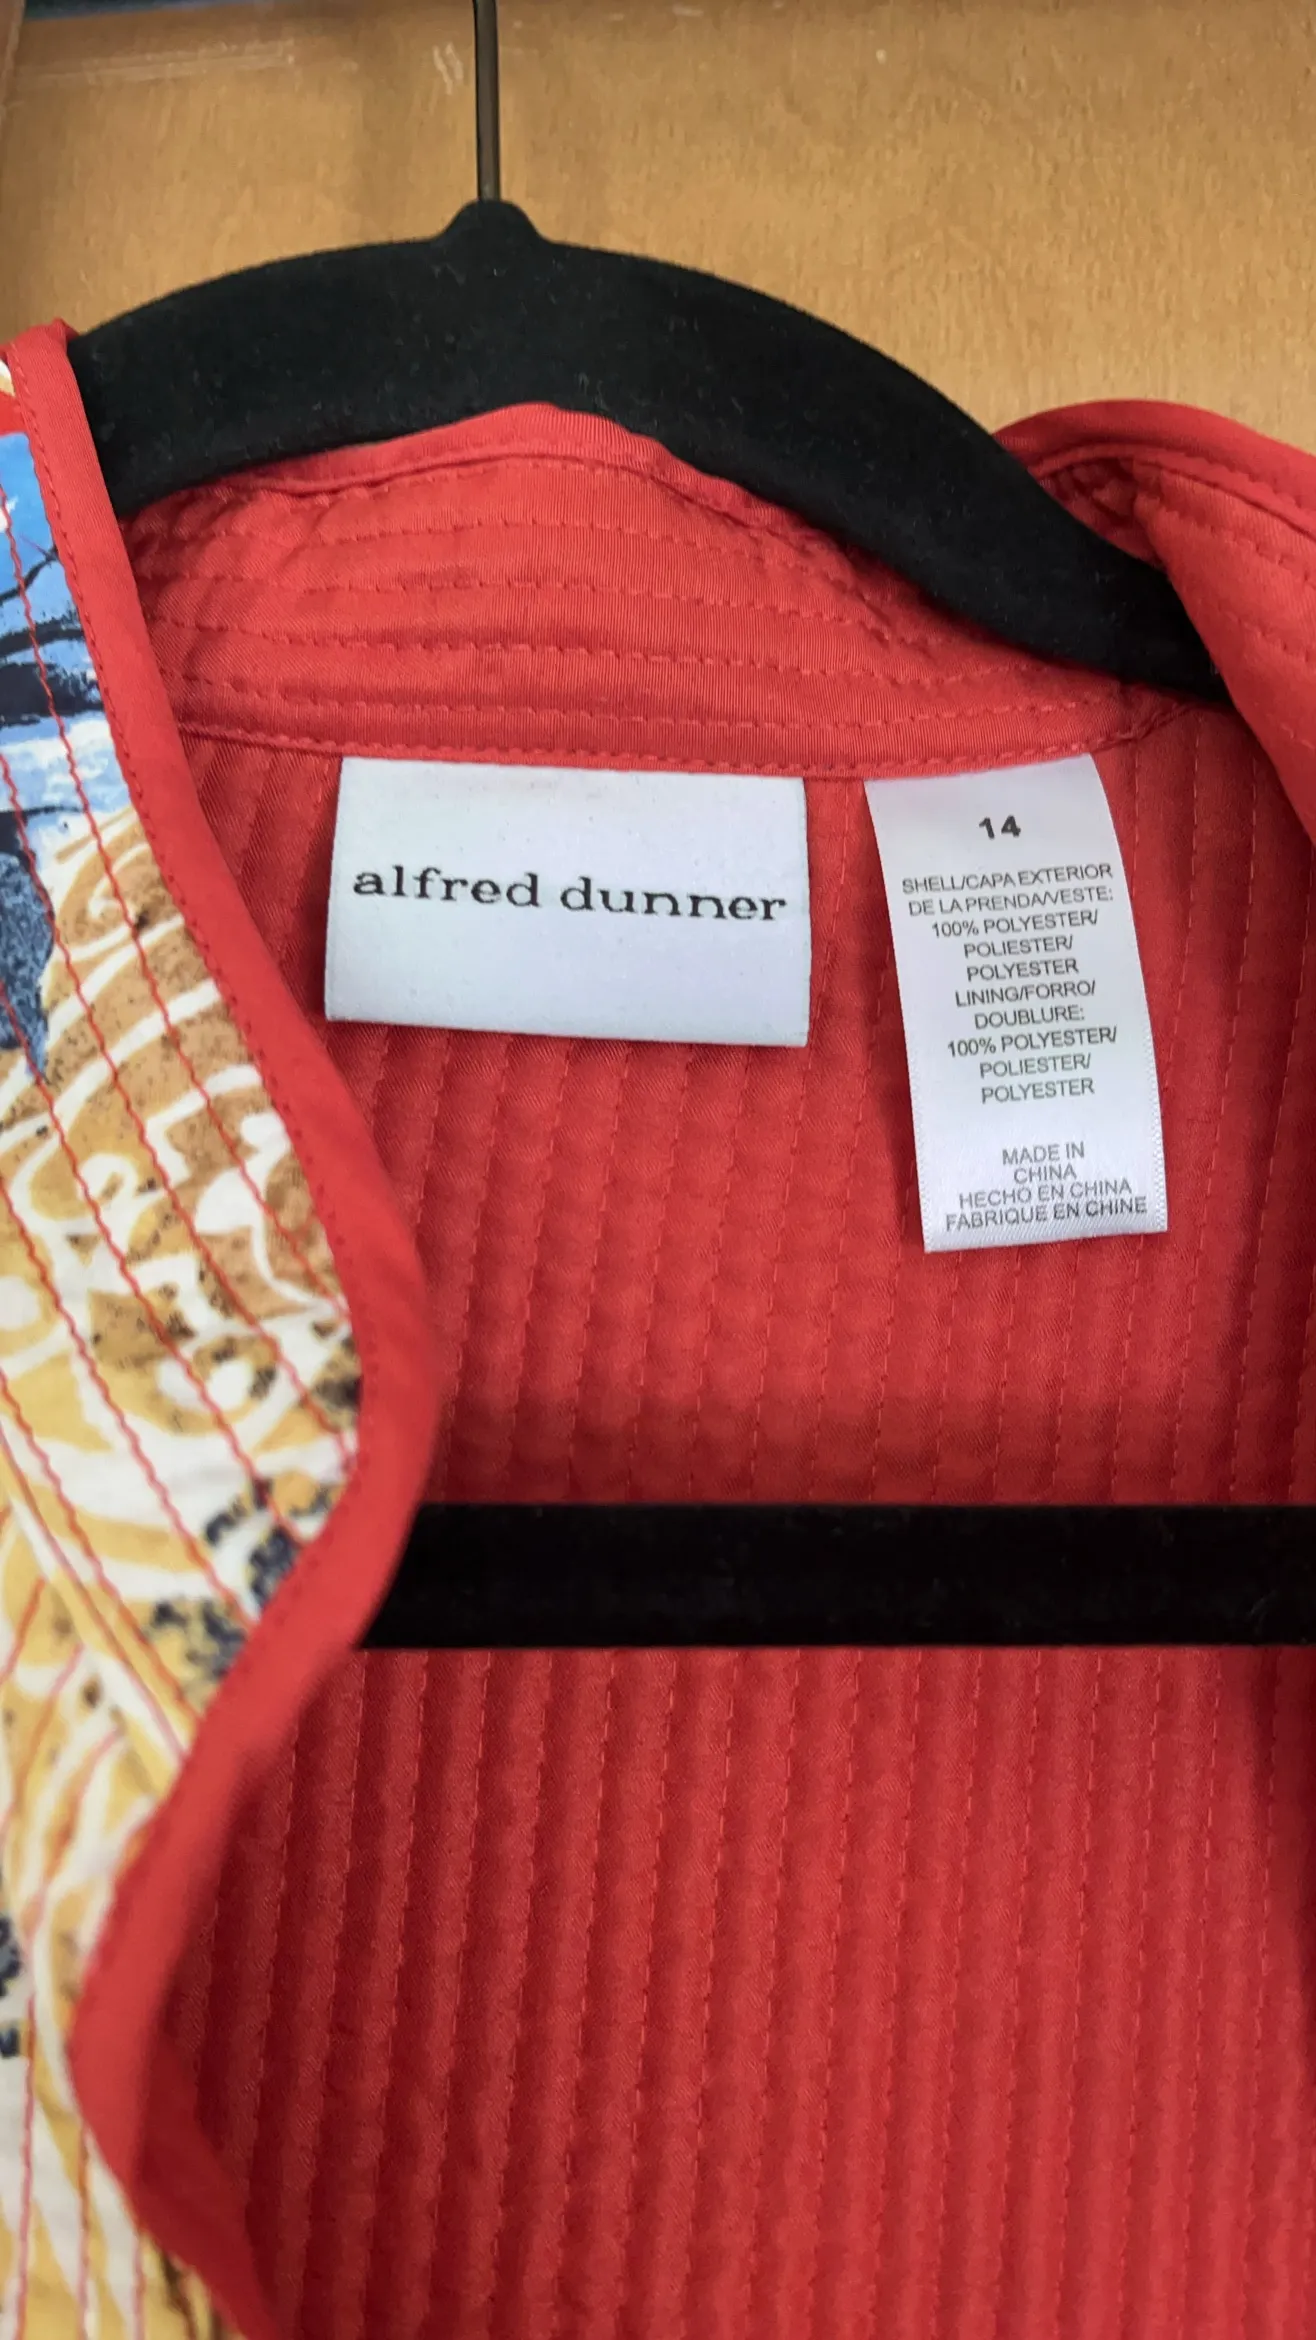 alfred dunner
14
SHELL/CAPA EXTERIOR
DE LA PRENDA/VESTE:
100% POLYESTER/
POLIESTER/
POLYESTER
LINING/FORRO/
DOUBLURE:
100% POLYESTER/
POLIESTER/
POLYESTER
MADE IN
CHINA
HECHO EN CHINA
FABRIQUE EN CHINE